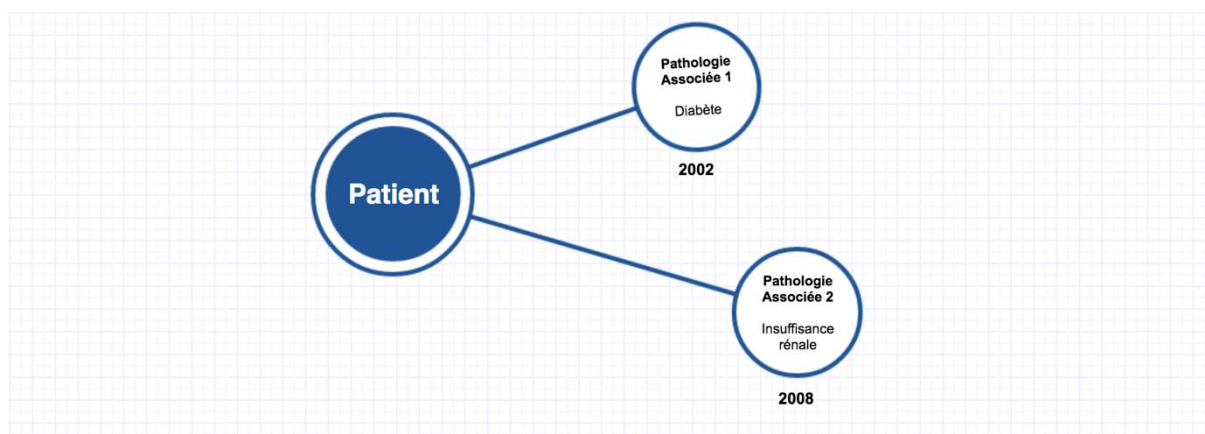 Patient
Pathologie
Associée 1
Diabète
2002
Pathologie
Associée 2
Insuffisance
rénale
2008